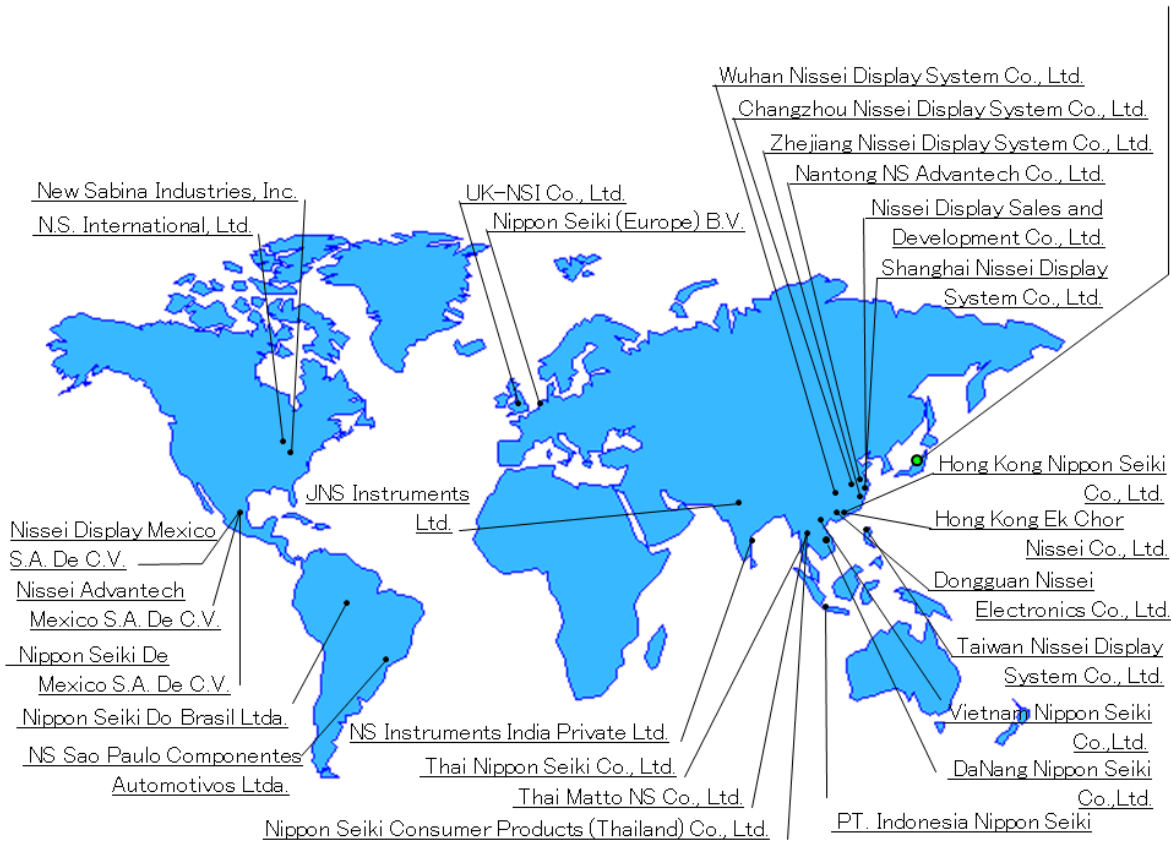 Wuhan Nissei Display System Co., Ltd.
Changzhou Nissei Display System Co., Ltd.
Zhejiang Nissei Display System Co., Ltd.
Nantong NS Advantech Co., Ltd.
Nissei Display Sales and
Development Co., Ltd.
Shanghai Nissei Display
System Co., Ltd.
New Sabina Industries, Inc.
N.S. International, Ltd.
UK-NSI Co., Ltd.
Nippon Seiki (Europe) B.V.
JNS Instruments
Ltd.
Hong Kong Nippon Seiki
Co., Ltd.
Hong Kong Ek Chor
Nissei Co., Ltd.
Dongguan Nissei
Electronics Co., Ltd.
Taiwan Nissei Display
System Co., Ltd.
Vietnam Nippon Seiki
Co.,Ltd.
DaNang Nippon Seiki
Co.,Ltd.
PT. Indonesia Nippon Seiki
Nissei Display Mexico
S.A. De C.V.
Nissei Advantech
Mexico S.A. De C.V.
Nippon Seiki De
Mexico S.A. De C.V.
Nippon Seiki Do Brasil Ltda.
NS Sao Paulo Componentes
Automotivos Ltda.
NS Instruments India Private Ltd.
Thai Nippon Seiki Co., Ltd.
Thai Matto NS Co., Ltd.
Nippon Seiki Consumer Products (Thailand) Co., Ltd.